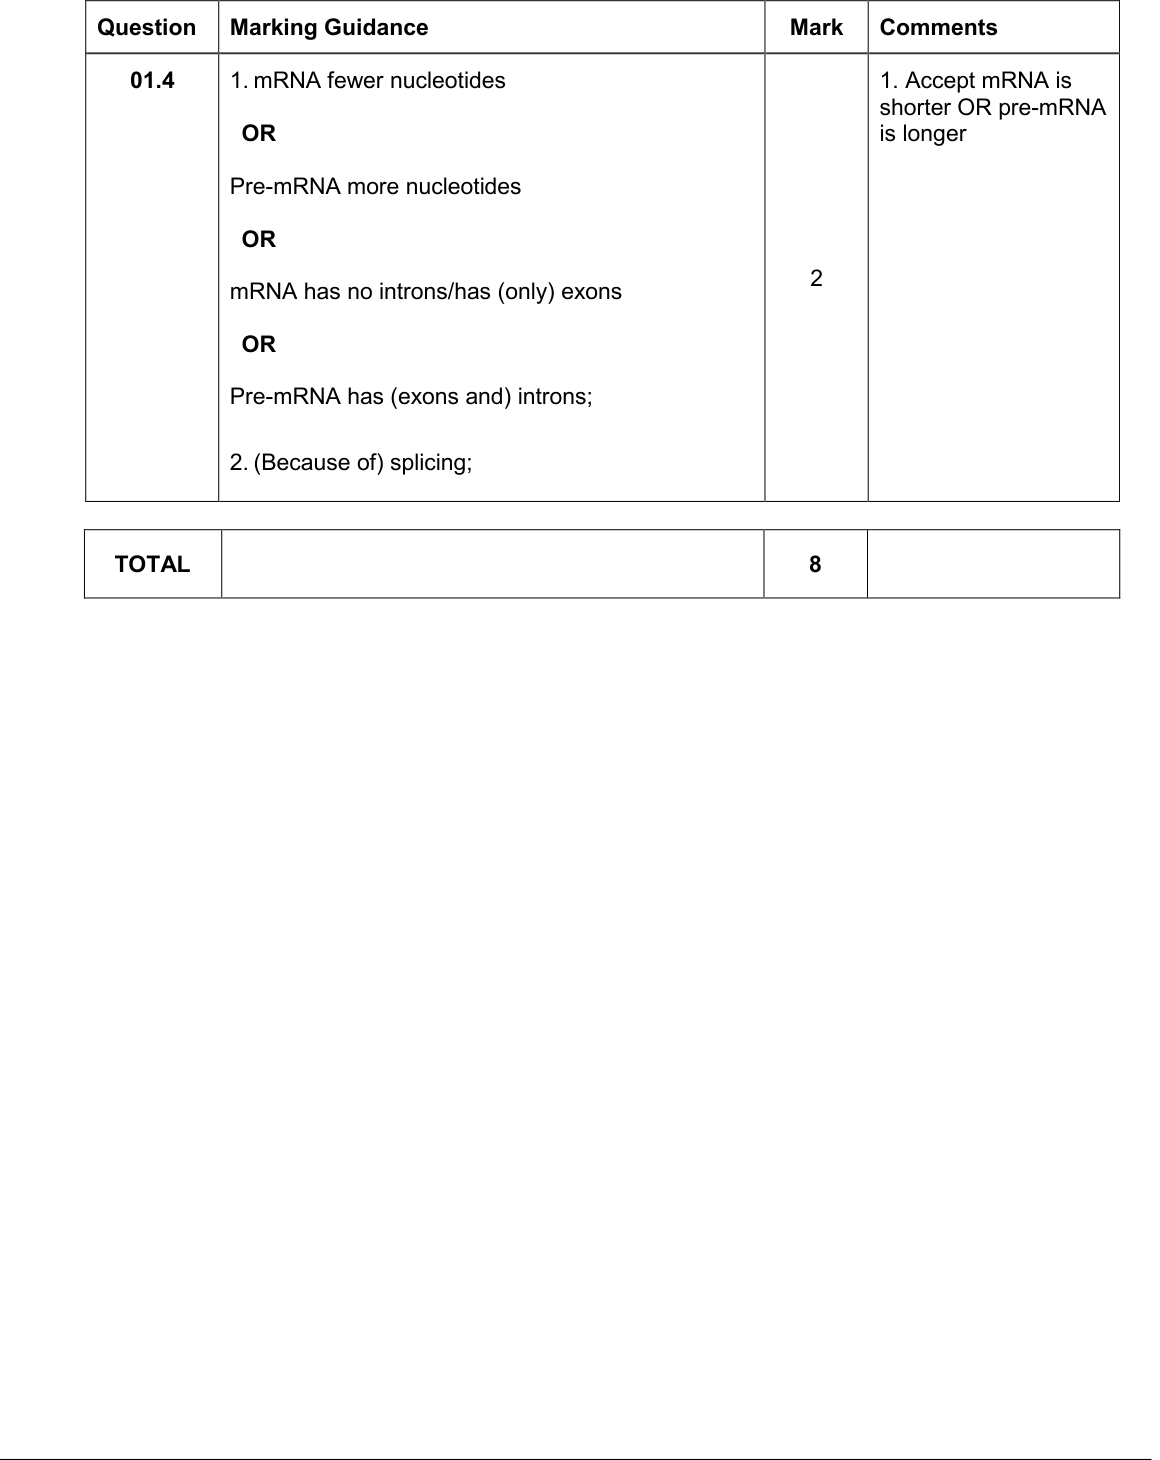 Question Marking Guidance Mark Comments
01.4
1. mRNA fewer nucleotides
OR
Pre-mRNA more nucleotides
OR
mRNA has no introns/has (only) exons
OR
Pre-mRNA has (exons and) introns;
2. (Because of) splicing;
2
1. Accept mRNA is
shorter OR pre-mRNA
is longer
TOTAL 8